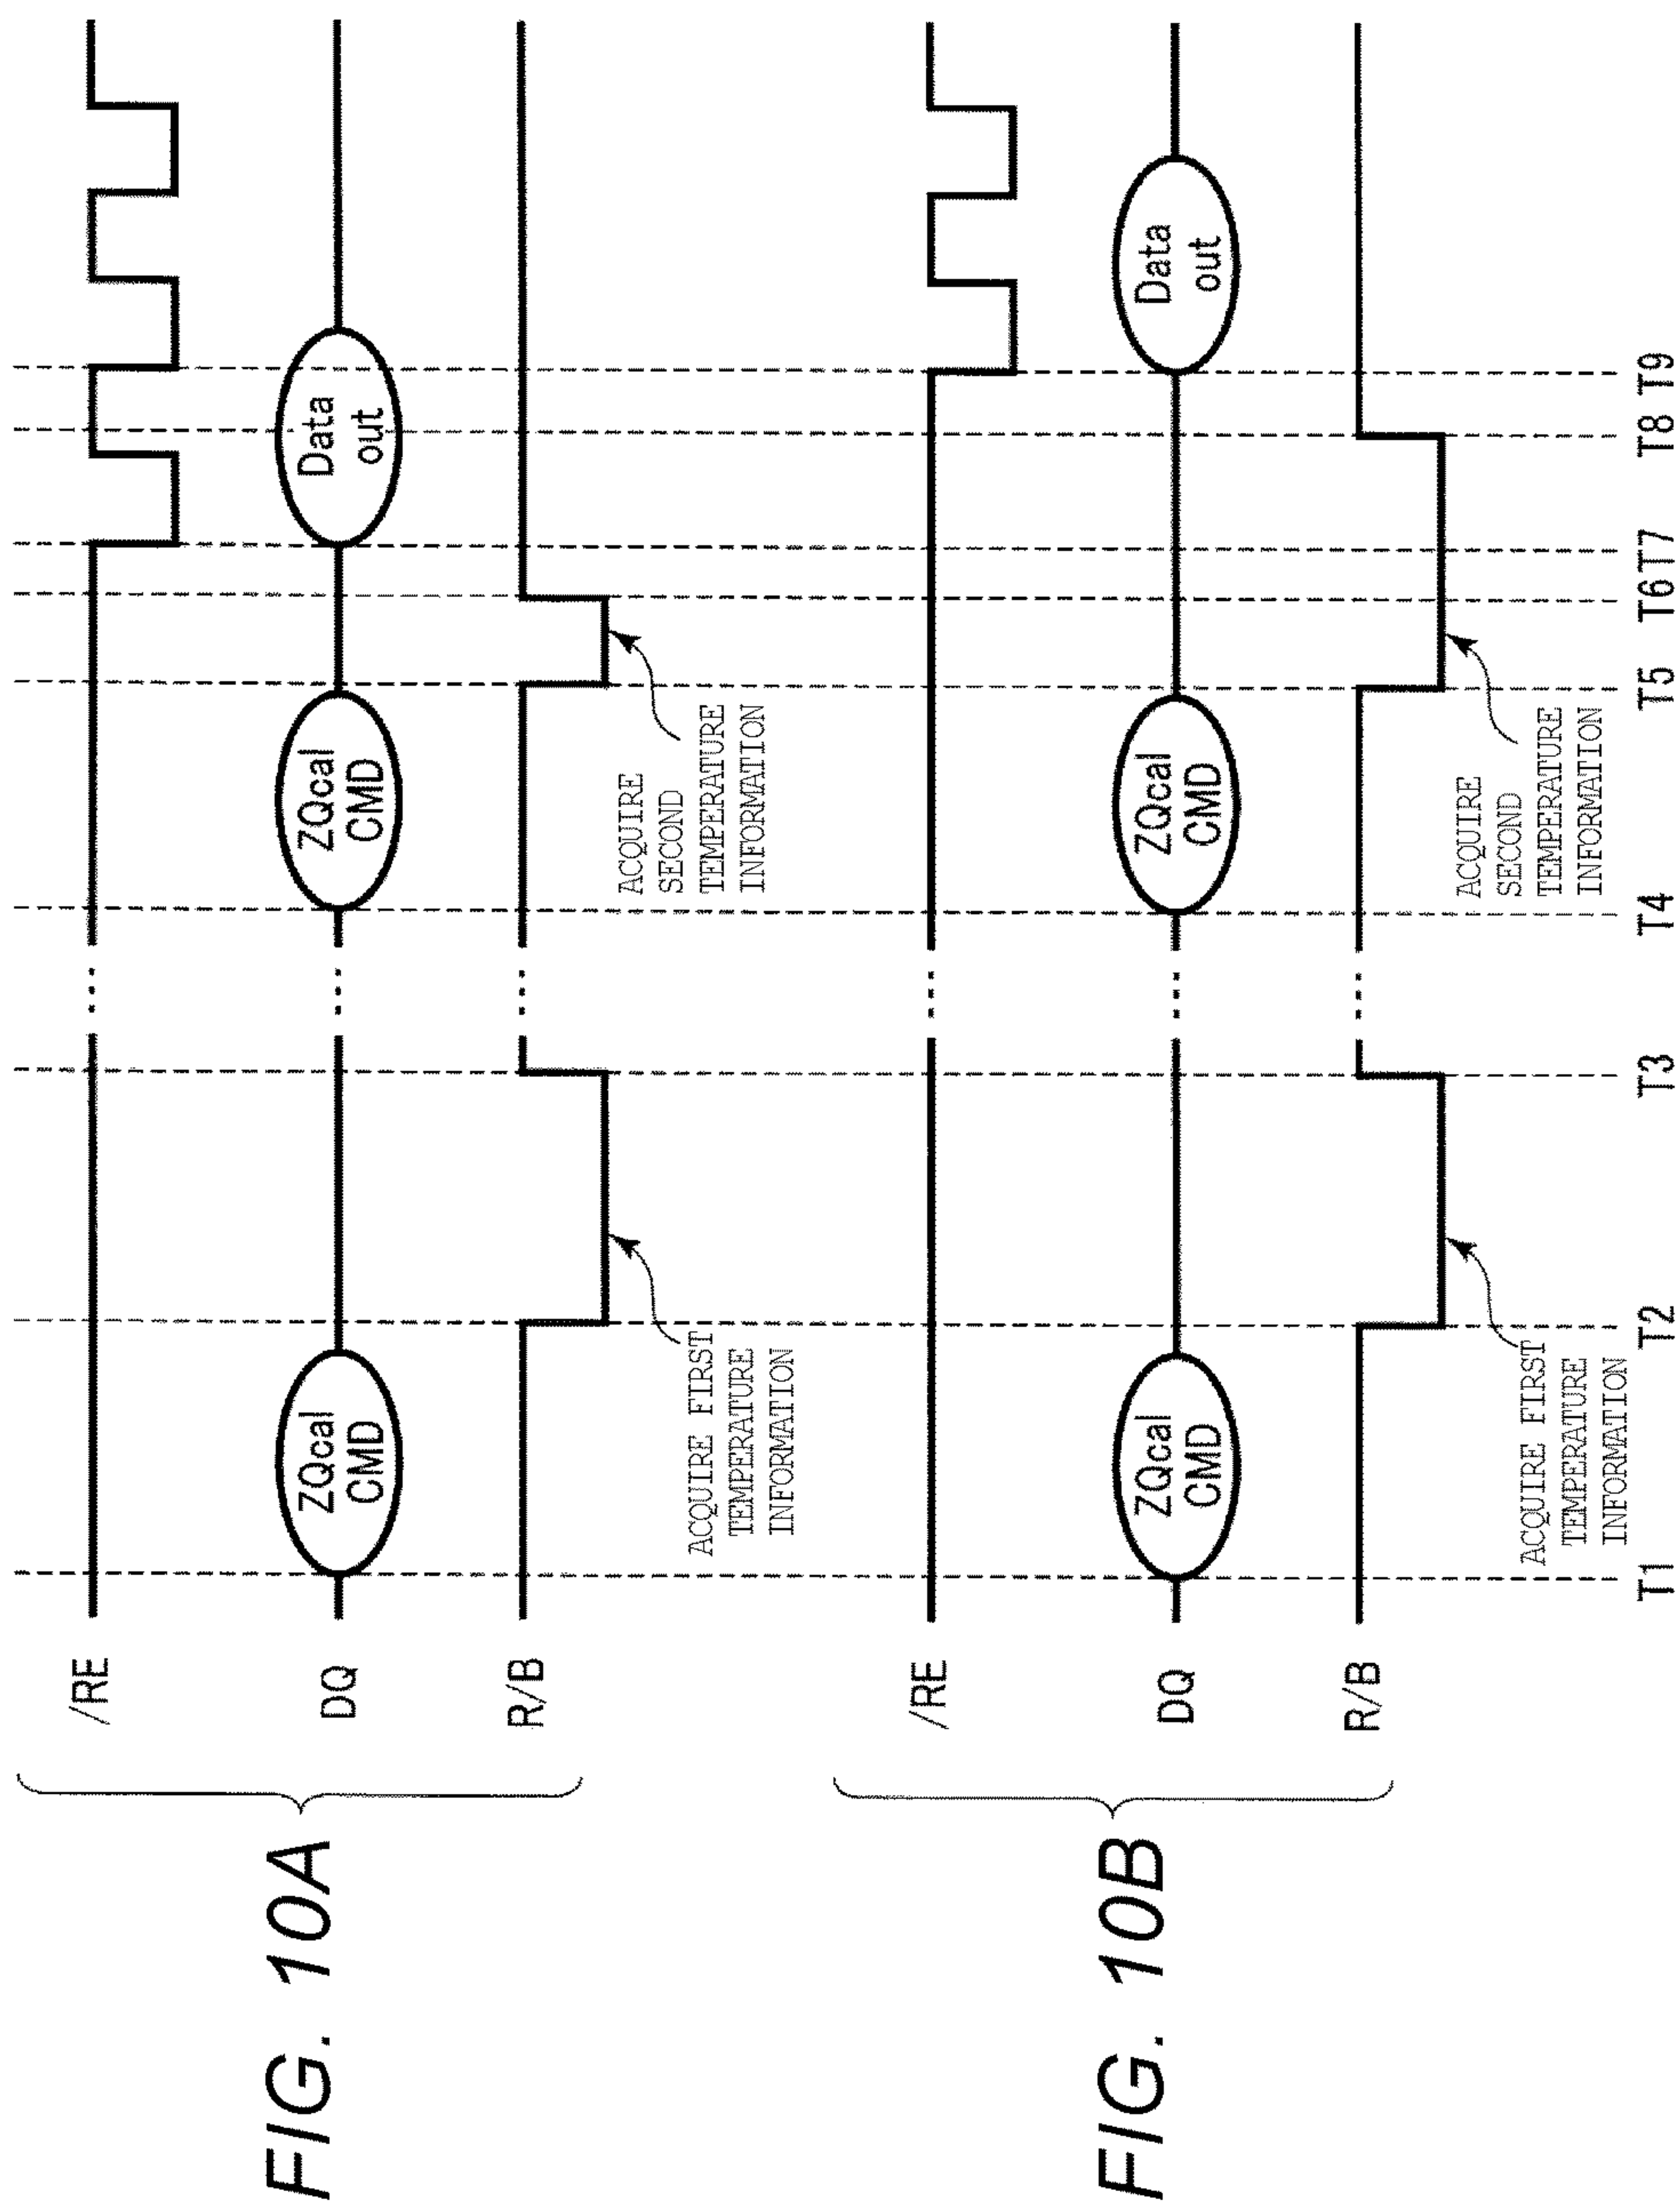 FIG. 10A
/RE
DQ
ZQcal
CMD
ZQcal
CMD
Data
out
R/B
ACQUIRE FIRST
TEMPERATURE
INFORMATION
ACQUIRE
SECOND
TEMPERATURE
INFORMATION
FIG. 10B
/RE
DQ
ZQcal
CMD
ZQcal
CMD
Data
out
R/B
ACQUIRE FIRST
TEMPERATURE
INFORMATION
ACQUIRE
SECOND
TEMPERATURE
INFORMATION
T1 T2 T3 T4 T5 T6 T7 T8 T9